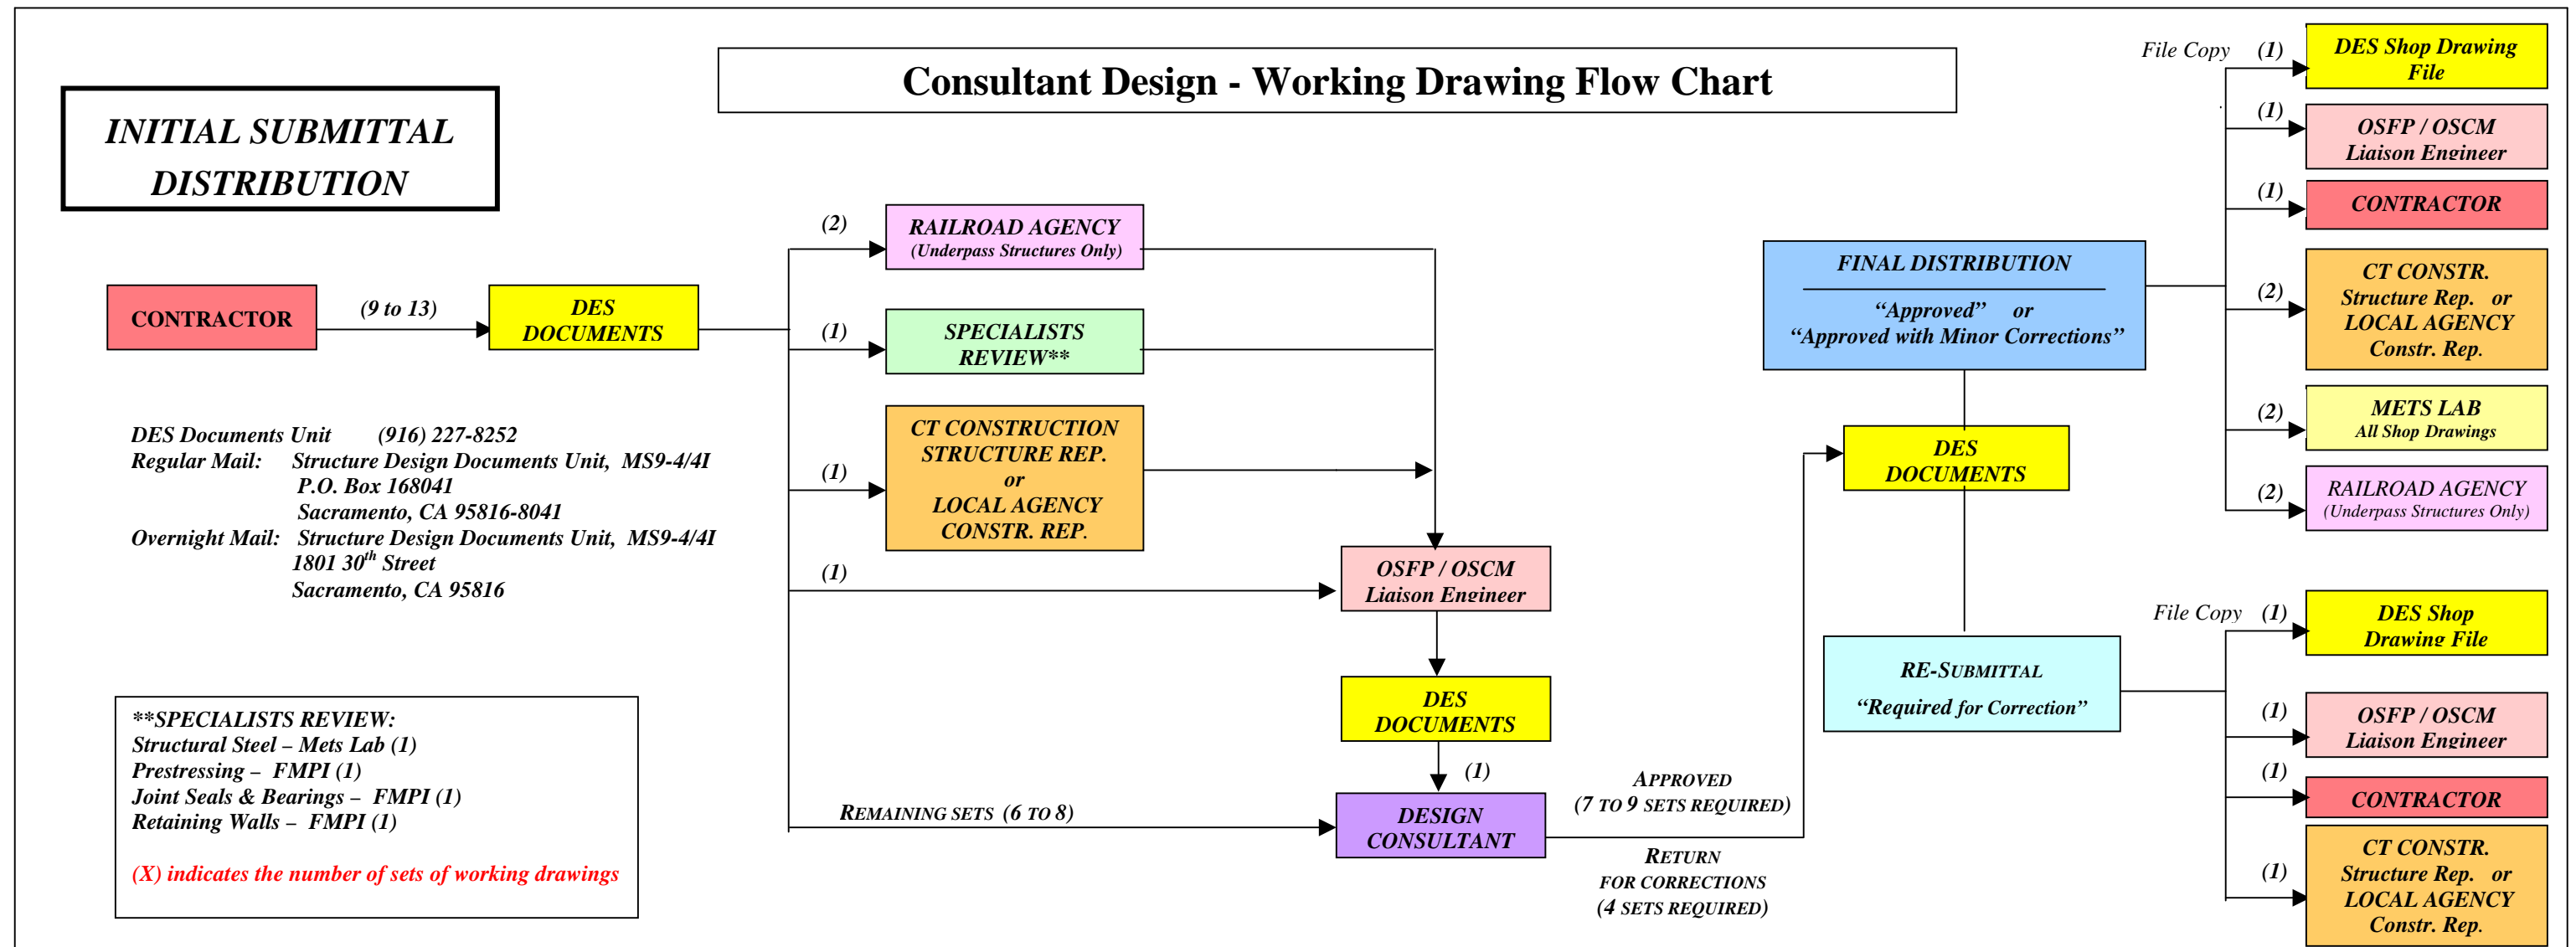 Consultant Design - Working Drawing Flow Chart
INITIAL SUBMITTAL
DISTRIBUTION
CONTRACTOR
(9 to 13)
DES
DOCUMENTS
(2)
RAILROAD AGENCY
(Underpass Structures Only)
(1)
SPECIALISTS
REVIEW**
(1)
CT CONSTRUCTION
STRUCTURE REP.
or
LOCAL AGENCY
CONSTR. REP.
(1)
OSFP / OSCM
Liaison Engineer
DES
DOCUMENTS
(1)
REMAINING SETS (6 TO 8)
DESIGN
CONSULTANT
APPROVED
(7 TO 9 SETS REQUIRED)
RETURN
FOR CORRECTIONS
(4 SETS REQUIRED)
DES
DOCUMENTS
FINAL DISTRIBUTION
“Approved” or
“Approved with Minor Corrections”
RE-SUBMITTAL
“Required for Correction”
File Copy (1)
DES Shop Drawing
File
(1)
OSFP / OSCM
Liaison Engineer
(1)
CONTRACTOR
(2)
CT CONSTR.
Structure Rep. or
LOCAL AGENCY
Constr. Rep.
(2)
METS LAB
All Shop Drawings
(2)
RAILROAD AGENCY
(Underpass Structures Only)
File Copy (1)
DES Shop
Drawing File
(1)
OSFP / OSCM
Liaison Engineer
(1)
CONTRACTOR
(1)
CT CONSTR.
Structure Rep. or
LOCAL AGENCY
Constr. Rep.
DES Documents Unit (916) 227-8252
Regular Mail: Structure Design Documents Unit, MS9-4/4I
P.O. Box 168041
Sacramento, CA 95816-8041
Overnight Mail: Structure Design Documents Unit, MS9-4/4I
1801 30th Street
Sacramento, CA 95816
**SPECIALISTS REVIEW:
Structural Steel – Mets Lab (1)
Prestressing – FMPI (1)
Joint Seals & Bearings – FMPI (1)
Retaining Walls – FMPI (1)
(X) indicates the number of sets of working drawings